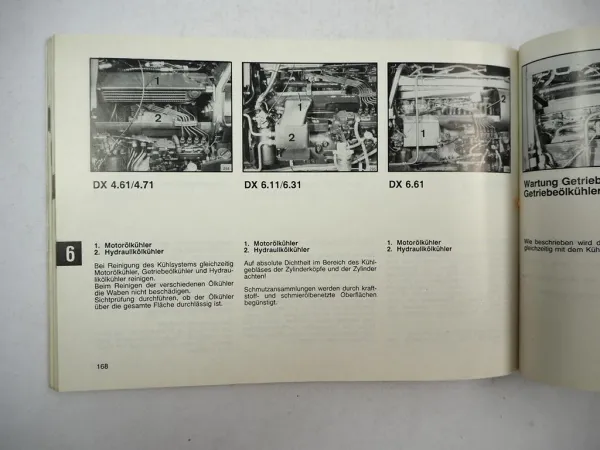 DX 4.61/4.71
1. Motorölkühler
2. Hydraulikölkühler
Bei Reinigung des Kühlsystems gleichzeitig
Motorölkühler, Getriebeölkühler und Hydrau-
likölkühler reinigen.
Beim Reinigen der verschiedenen Ölkühler
die Waben nicht beschädigen.
Sichtprüfung durchführen, ob der Ölkühler
über die gesamte Fläche durchlässig ist.
DX 6.11/6.31
1. Motorölkühler
2. Hydraulikölkühler
Auf absolute Dichtheit im Bereich des Kühl-
gebläses der Zylinderköpfe und der Zylinder
achten!
Schmutzansammlungen werden durch kraft-
stoff- und schmierölbenetzte Oberflächen
begünstigt.
DX 6.61
1. Motorölkühler
2. Hydraulikölkühler
6
168
Wartung Getrieb
Getriebeölkühler
Wie beschrieben wird d
gleichzeitig mit dem Küh
1
2
1
2
1
2